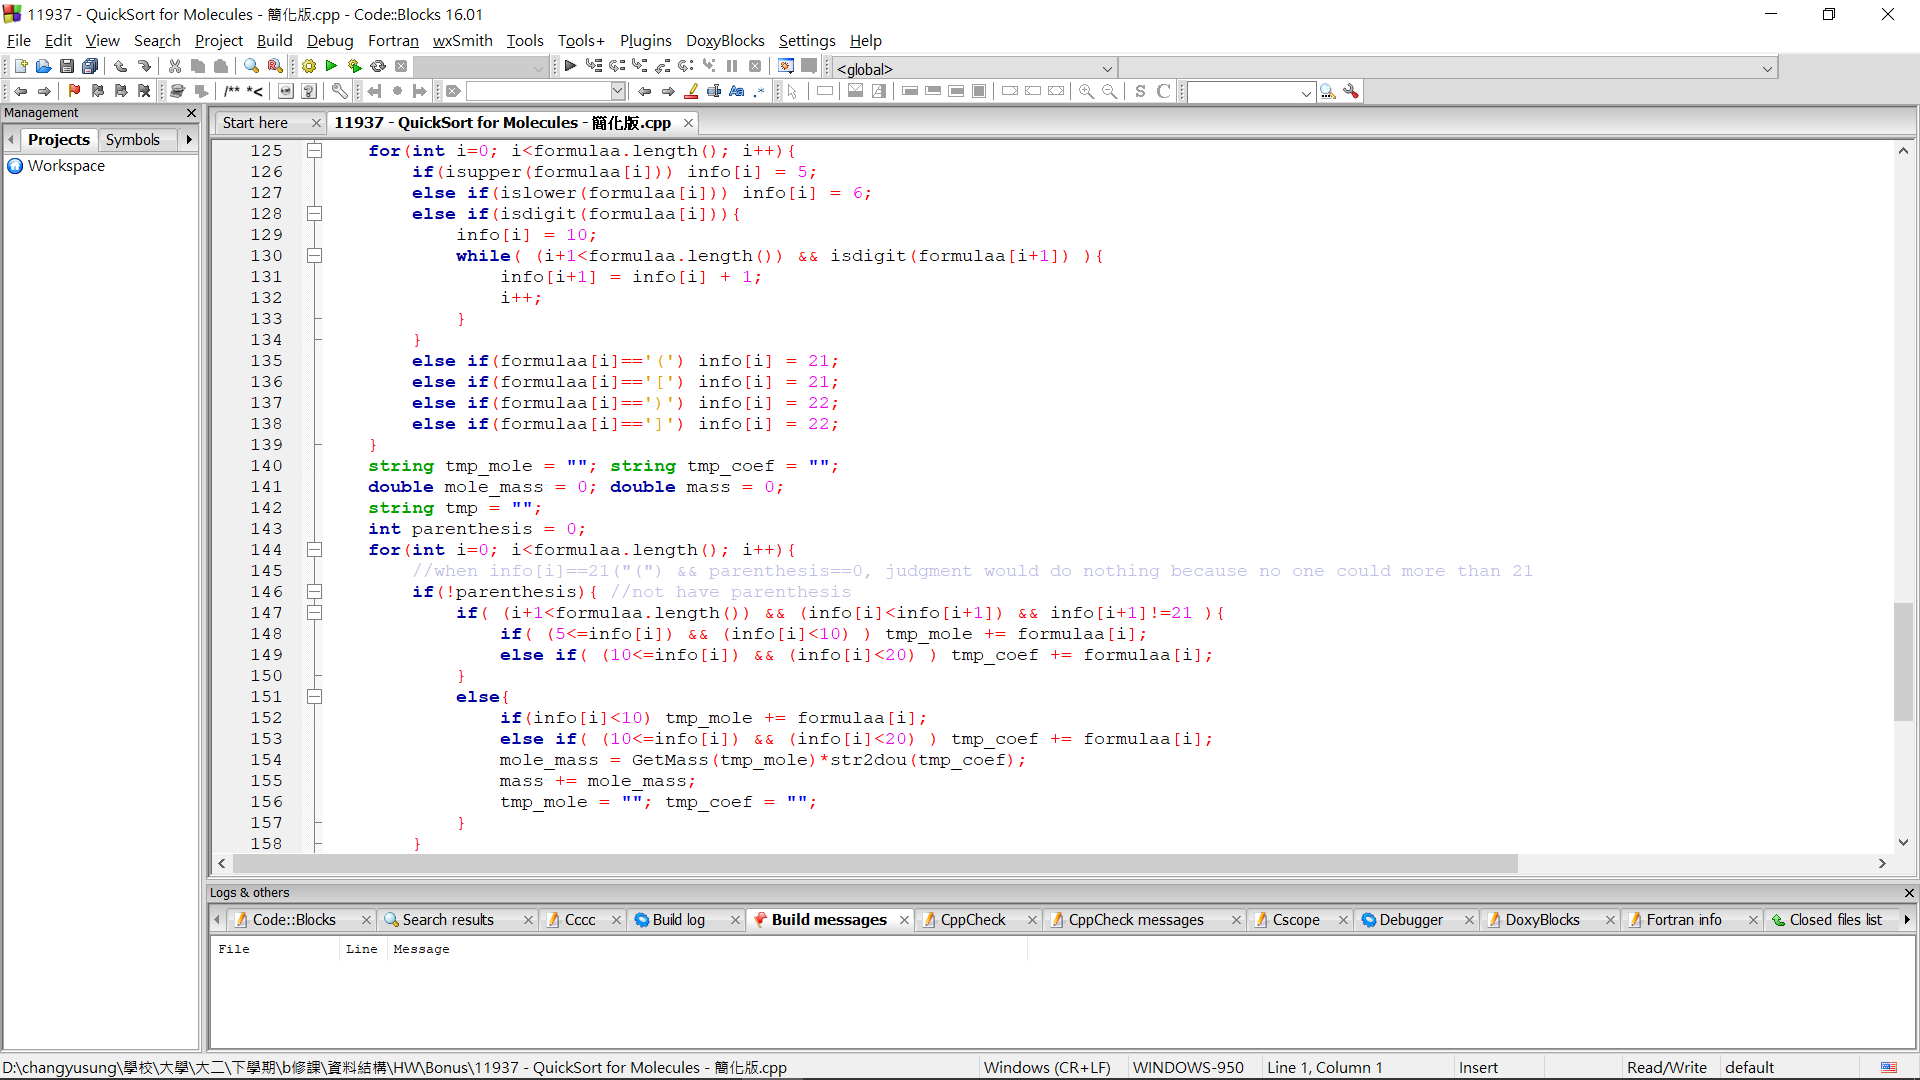 11937 - QuickSort for Molecules - 簡化版.cpp - Code::Blocks 16.01
File Edit View Search Project Build Debug Fortran wxSmith Tools Tools+ Plugins DoxyBlocks Settings Help
<global>
/** *<
S C
Management
Start here 11937 - QuickSort for Molecules - 簡化版.cpp
Projects Symbols
Workspace
125 for(int i=0; i<formulaa.length(); i++){
126 if(isupper(formulaa[i])) info[i] = 5;
127 else if(islower(formulaa[i])) info[i] = 6;
128 else if(isdigit(formulaa[i])){
129 info[i] = 10;
130 while( (i+1<formulaa.length()) && isdigit(formulaa[i+1]) ){
131 info[i+1] = info[i] + 1;
132 i++;
133 }
134 }
135 else if(formulaa[i]=='(') info[i] = 21;
136 else if(formulaa[i]=='[') info[i] = 21;
137 else if(formulaa[i]==')') info[i] = 22;
138 else if(formulaa[i]==']') info[i] = 22;
139 }
140 string tmp_mole = ""; string tmp_coef = "";
141 double mole_mass = 0; double mass = 0;
142 string tmp = "";
143 int parenthesis = 0;
144 for(int i=0; i<formulaa.length(); i++){
145 //when info[i]==21("(") && parenthesis==0, judgment would do nothing because no one could more than 21
146 if(!parenthesis){ //not have parenthesis
147 if( (i+1<formulaa.length()) && (info[i]<info[i+1]) && info[i+1]!=21 ){
148 if( (5<=info[i]) && (info[i]<10) ) tmp_mole += formulaa[i];
149 else if( (10<=info[i]) && (info[i]<20) ) tmp_coef += formulaa[i];
150 }
151 else{
152 if(info[i]<10) tmp_mole += formulaa[i];
153 else if( (10<=info[i]) && (info[i]<20) ) tmp_coef += formulaa[i];
154 mole_mass = GetMass(tmp_mole)*str2dou(tmp_coef);
155 mass += mole_mass;
156 tmp_mole = ""; tmp_coef = "";
157 }
158 }
Logs & others
Code::Blocks Search results Cccc Build log Build messages CppCheck CppCheck messages Cscope Debugger DoxyBlocks Fortran info Closed files list
File Line Message
D:\changyusung\學校\大學\大二\下學期\b修課\資料結構\HW\Bonus\11937 - QuickSort for Molecules - 簡化版.cpp Windows (CR+LF) WINDOWS-950 Line 1, Column 1 Insert Read/Write default